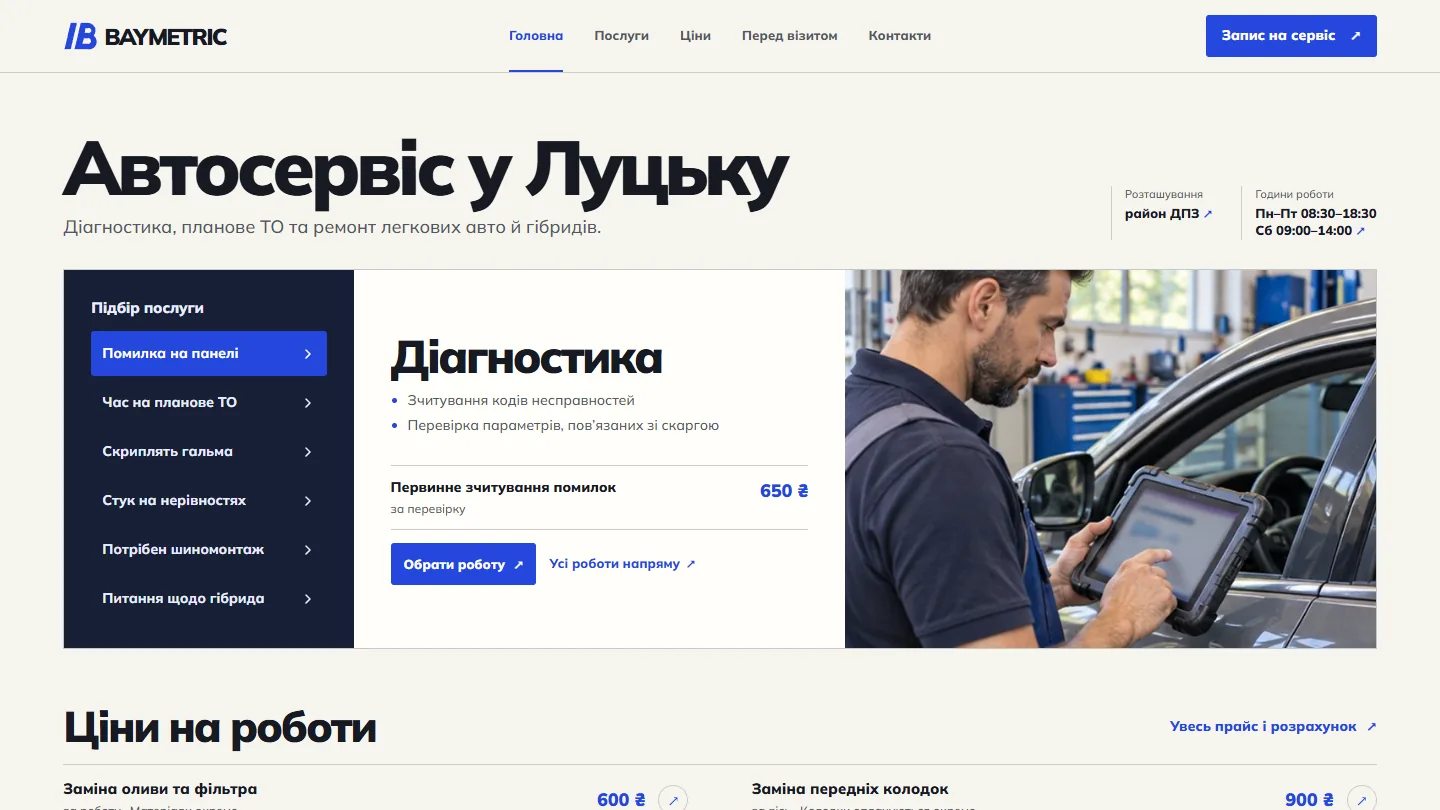 BAYMETRIC
Головна
Послуги
Ціни
Перед візитом
Контакти
Запис на сервіс ↗
Автосервіс у Луцьку
Діагностика, планове ТО та ремонт легкових авто й гібридів.
Розташування
район ДПЗ ↗
Години роботи
Пн–Пт 08:30–18:30
Сб 09:00–14:00 ↗
Підбір послуги
Помилка на панелі
Час на планове ТО
Скриплять гальма
Стук на нерівностях
Потрібен шиномонтаж
Питання щодо гібрида
Діагностика
• Зчитування кодів несправностей
• Перевірка параметрів, пов’язаних зі скаргою
Первинне зчитування помилок
650 ₴
за перевірку
Обрати роботу ↗
Усі роботи напряму ↗
Ціни на роботи
Увесь прайс і розрахунок ↗
Заміна оливи та фільтра
600 ₴ ↗
Заміна передніх колодок
900 ₴ ↗